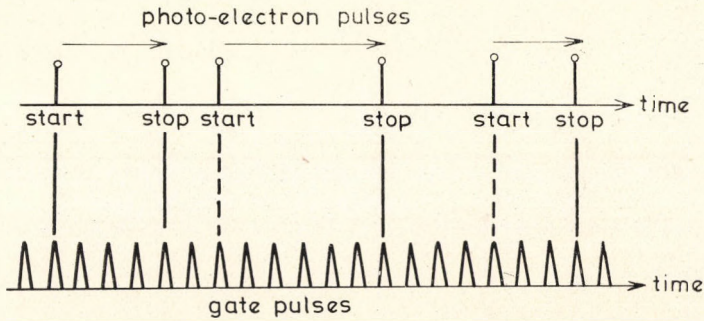 photo-electron pulses
time
start stop start stop start stop
time
gate pulses